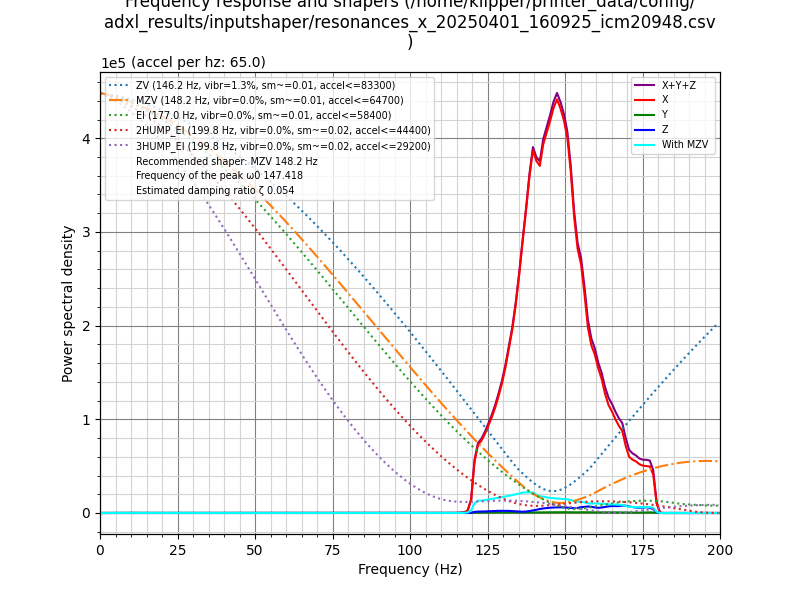 Frequency response and shapers (/home/klipper/printer_data/config/
adxl_results/inputshaper/resonances_x_20250401_160925_icm20948.csv
)
1e5 (accel per hz: 65.0)
ZV (146.2 Hz, vibr=1.3%, sm~=0.01, accel<=83300)
MZV (148.2 Hz, vibr=0.0%, sm~=0.01, accel<=64700)
EI (177.0 Hz, vibr=0.0%, sm~=0.01, accel<=58400)
2HUMP_EI (199.8 Hz, vibr=0.0%, sm~=0.02, accel<=44400)
3HUMP_EI (199.8 Hz, vibr=0.0%, sm~=0.02, accel<=29200)
Recommended shaper: MZV 148.2 Hz
Frequency of the peak ω0 147.418
Estimated damping ratio ζ 0.054
X+Y+Z
X
Y
Z
With MZV
4
3
2
1
0
Power spectral density
0 25 50 75 100 125 150 175 200
Frequency (Hz)